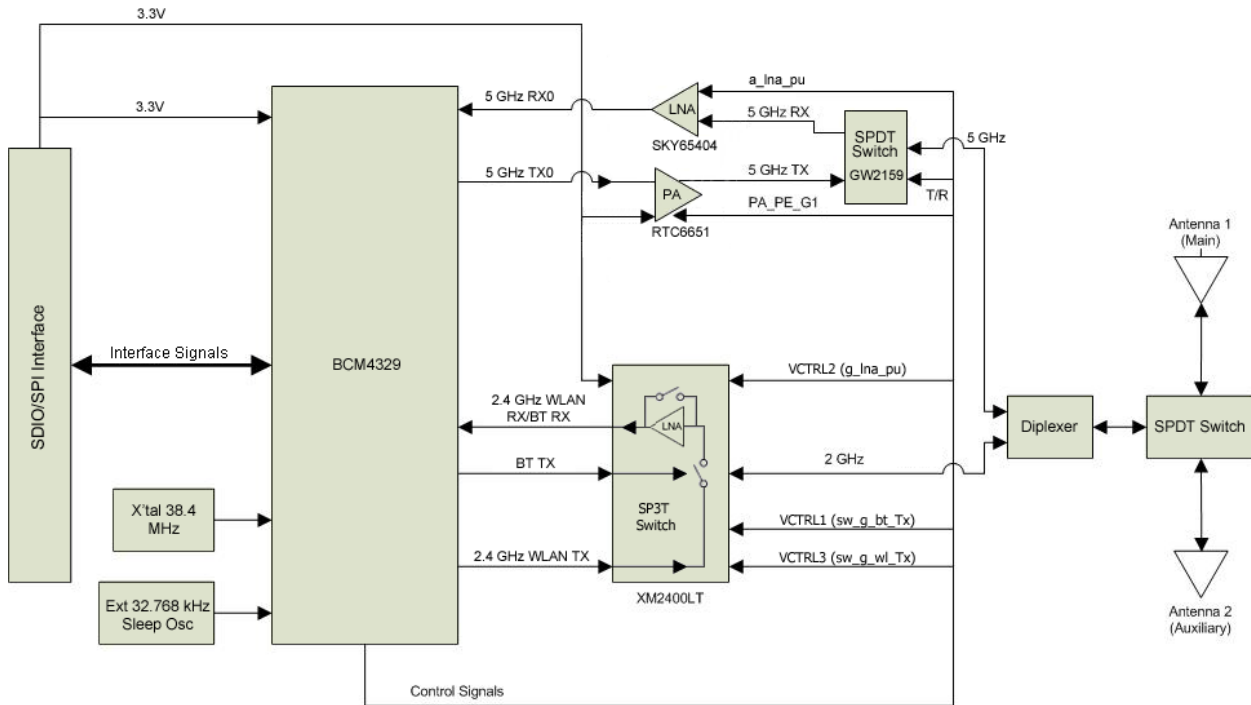 3.3V
3.3V
SDIO/SPI Interface
Interface Signals
X'tal 38.4
MHz
Ext 32.768 kHz
Sleep Osc
BCM4329
5 GHz RX0
5 GHz TX0
2.4 GHz WLAN
RX/BT RX
BT TX
2.4 GHz WLAN TX
Control Signals
LNA
SKY65404
PA
RTC6651
a_lna_pu
5 GHz RX
5 GHz TX
PA_PE_G1
SPDT
Switch
GW2159
5 GHz
T/R
LNA
SP3T
Switch
XM2400LT
VCTRL2 (g_lna_pu)
2 GHz
VCTRL1 (sw_g_bt_Tx)
VCTRL3 (sw_g_wl_Tx)
Diplexer
Antenna 1
(Main)
SPDT Switch
Antenna 2
(Auxiliary)